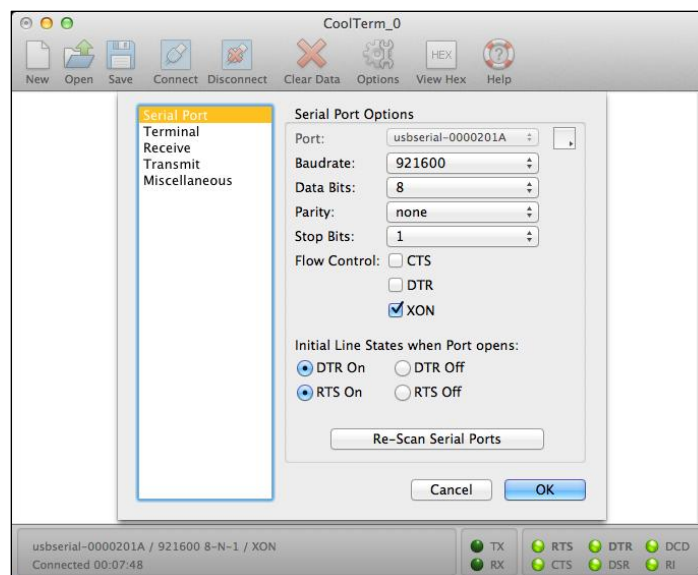 CoolTerm_0
New Open Save Connect Disconnect Clear Data Options HEX View Hex Help
Serial Port
Terminal
Receive
Transmit
Miscellaneous
Serial Port Options
Port: usbserial-0000201A
Baudrate: 921600
Data Bits: 8
Parity: none
Stop Bits: 1
Flow Control: CTS
DTR
XON
Initial Line States when Port opens:
DTR On DTR Off
RTS On RTS Off
Re-Scan Serial Ports
Cancel OK
usbserial-0000201A / 921600 8-N-1 / XON
Connected 00:07:48
TX RTS DTR DCD
RX CTS DSR RI